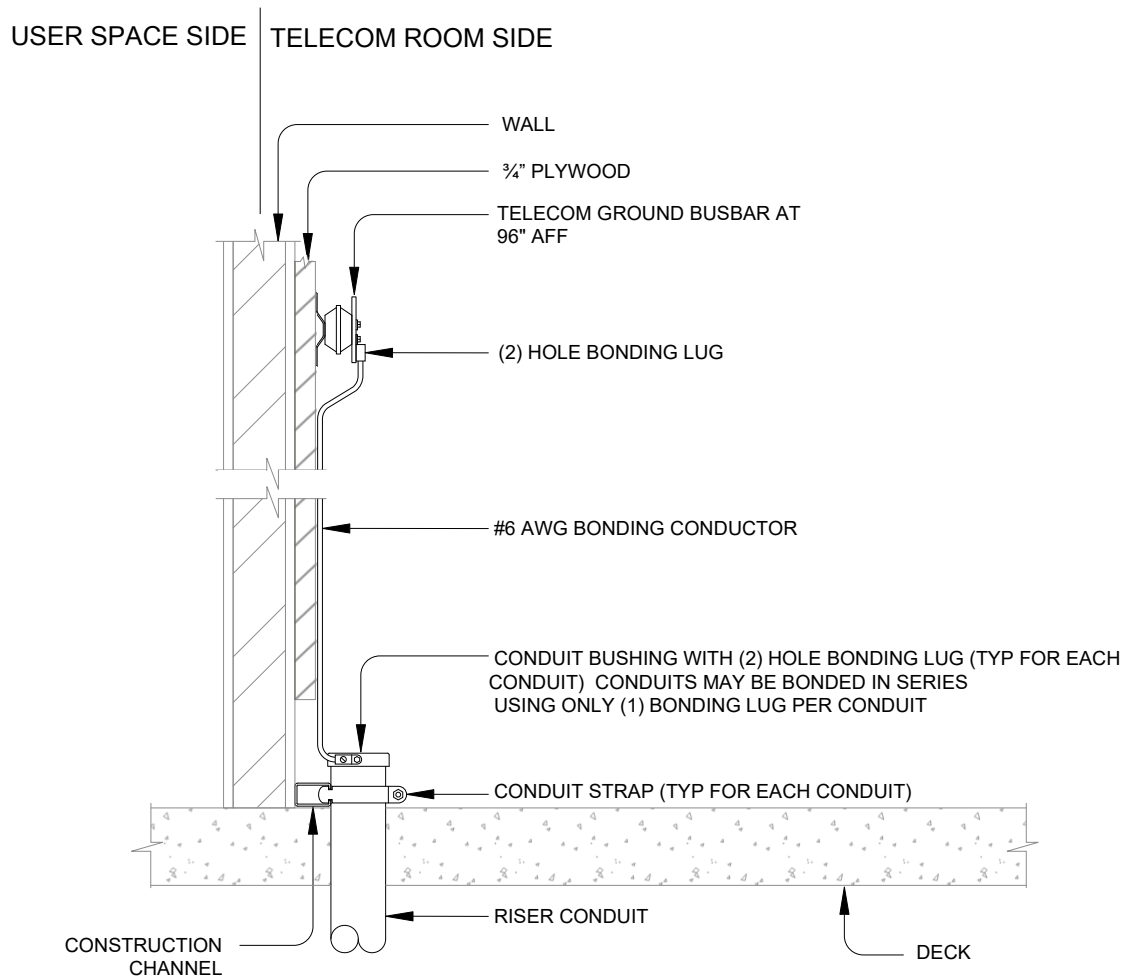 USER SPACE SIDE
TELECOM ROOM SIDE
WALL
¾” PLYWOOD
TELECOM GROUND BUSBAR AT
96" AFF
(2) HOLE BONDING LUG
#6 AWG BONDING CONDUCTOR
CONDUIT BUSHING WITH (2) HOLE BONDING LUG (TYP FOR EACH
CONDUIT) CONDUITS MAY BE BONDED IN SERIES
USING ONLY (1) BONDING LUG PER CONDUIT
CONDUIT STRAP (TYP FOR EACH CONDUIT)
RISER CONDUIT
CONSTRUCTION
CHANNEL
DECK